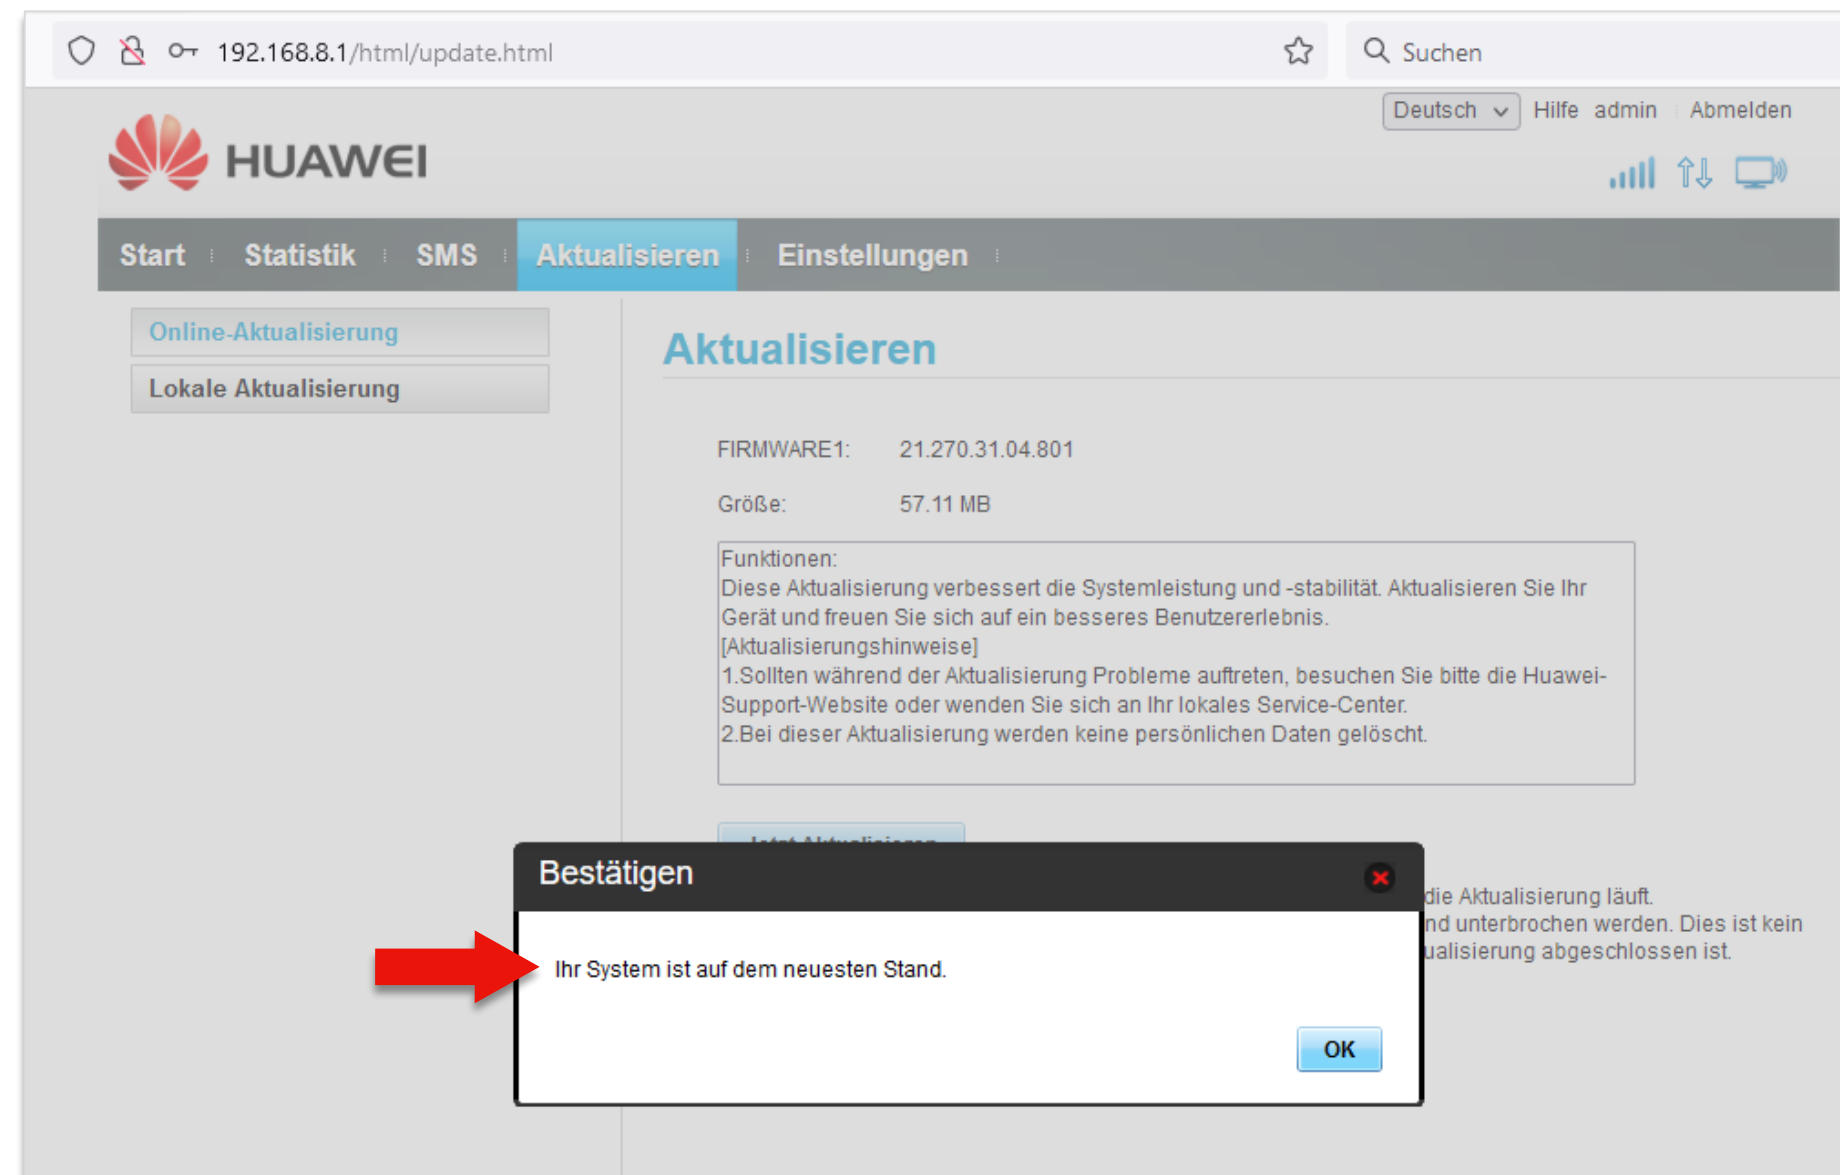 192.168.8.1/html/update.html
Suchen
Deutsch
Hilfe admin Abmelden
HUAWEI
Start Statistik SMS Aktualisieren Einstellungen
Online-Aktualisierung
Lokale Aktualisierung
Aktualisieren
FIRMWARE1: 21.270.31.04.801
Größe: 57.11 MB
Funktionen:
Diese Aktualisierung verbessert die Systemleistung und -stabilität. Aktualisieren Sie Ihr
Gerät und freuen Sie sich auf ein besseres Benutzererlebnis.
[Aktualisierungshinweise]
1.Sollten während der Aktualisierung Probleme auftreten, besuchen Sie bitte die Huawei-
Support-Website oder wenden Sie sich an Ihr lokales Service-Center.
2.Bei dieser Aktualisierung werden keine persönlichen Daten gelöscht.
Jetzt Aktualisieren
Bestätigen
die Aktualisierung läuft.
unterbrochen werden. Dies ist kein
abgeschlossen ist.
Ihr System ist auf dem neuesten Stand.
OK